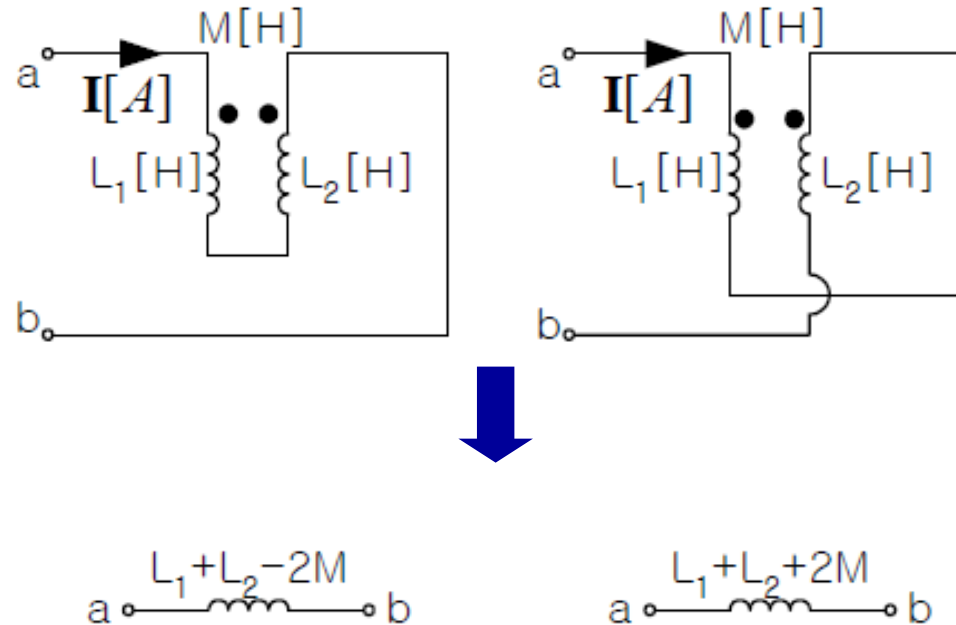 M[H]
a
I[A]
L₁[H]
L₂[H]
b
M[H]
a
I[A]
L₁[H]
L₂[H]
b
L₁+L₂-2M
a
b
L₁+L₂+2M
a
b